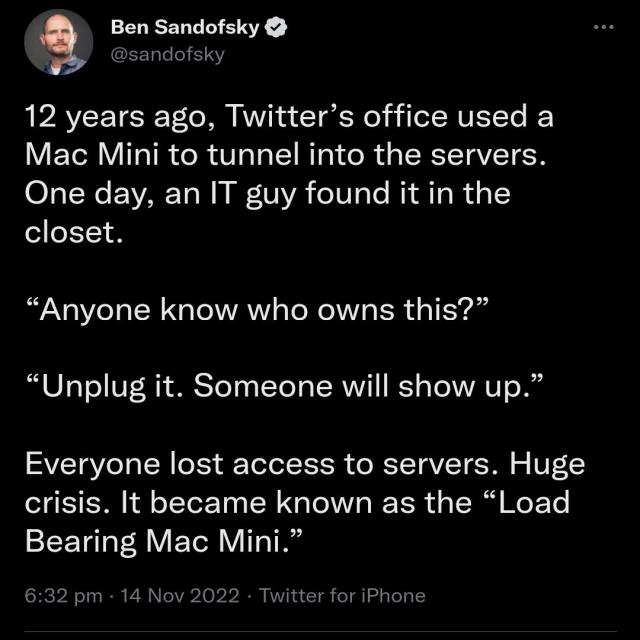 Ben Sandofsky
@sandofsky
12 years ago, Twitter’s office used a
Mac Mini to tunnel into the servers.
One day, an IT guy found it in the
closet.
“Anyone know who owns this?”
“Unplug it. Someone will show up.”
Everyone lost access to servers. Huge
crisis. It became known as the “Load
Bearing Mac Mini.”
6:32 pm · 14 Nov 2022 · Twitter for iPhone